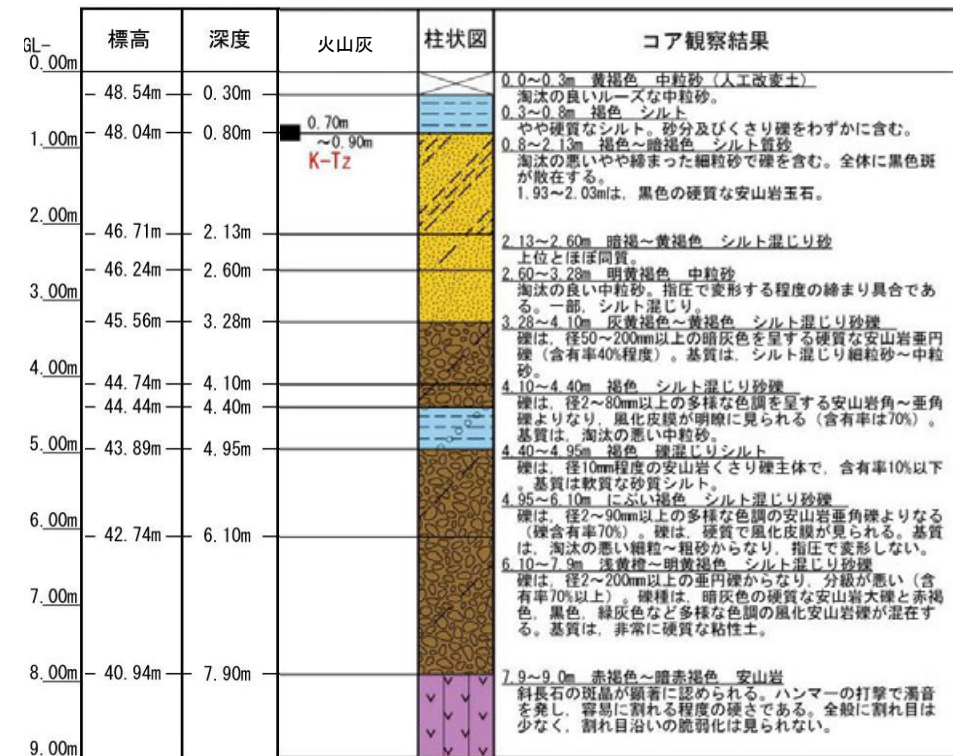 GL-
0.00m
標高
深度
火山灰
柱状図
コア観察結果
48.54m
0.30m
48.04m
0.80m
46.71m
2.13m
46.24m
2.60m
45.56m
3.28m
44.74m
4.10m
44.44m
4.40m
43.89m
4.95m
42.74m
6.10m
40.94m
7.90m
1.00m
2.00m
3.00m
4.00m
5.00m
6.00m
7.00m
8.00m
9.00m
0.70m
~0.90m
K-Tz
0.0~0.3m 黄褐色 中粒砂（人工改変土）
淘汰の良いルーズな中粒砂。
0.3~0.8m 褐色 シルト
やや硬質なシルト。砂分及びくさり礫をわずかに含む。
0.8~2.13m 褐色~暗褐色 シルト質砂
淘汰の悪いやや締まった細粒砂で礫を含む。全体に黒色斑
が散在する。
1.93~2.03mは，黒色の硬質な安山岩玉石。
2.13~2.60m 暗褐~黄褐色 シルト混じり砂
上位とほぼ同質。
2.60~3.28m 明黄褐色 中粒砂
淘汰の良い中粒砂。指圧で変形する程度の締まり具合であ
る。一部，シルト混じり。
3.28~4.10m 灰黄褐色~黄褐色 シルト混じり砂礫
礫は，径50~200mm以上の暗灰色を呈する硬質な安山岩亜円
礫（含有率40%程度）。基質は，シルト混じり細粒砂~中粒
砂。
4.10~4.40m 褐色 シルト混じり砂礫
礫は，径2~80mm以上の多様な色調を呈する安山岩角~亜角
礫よりなり，風化皮膜が明瞭に見られる（含有率は70%）。
基質は，淘汰の悪い中粒砂。
4.40~4.95m 褐色 礫混じりシルト
礫は，径10mm程度の安山岩くさり礫主体で，含有率10%以下
。基質は軟質な砂質シルト。
4.95~6.10m にぶい褐色 シルト混じり砂礫
礫は，径2~90mm以上の多様な色調の安山岩亜角礫よりなる
（礫含有率70%）。礫は，硬質で風化皮膜が見られる。基質
は，淘汰の悪い細粒~粗砂からなり，指圧で変形しない。
6.10~7.9m 浅黄橙~明黄褐色 シルト混じり砂礫
礫は，径2~200mm以上の亜円礫からなり，分級が悪い（含
有率70%以上）。礫種は，暗灰色の硬質な安山岩大礫と赤褐
色，黒色，緑灰色など多様な色調の風化安山岩礫が混在す
る。基質は，非常に硬質な粘性土。
7.9~9.0m 赤褐色~暗赤褐色 安山岩
斜長石の斑晶が顕著に認められる。ハンマーの打撃で濁音
を発し，容易に割れる程度の硬さである。全般に割れ目は
少なく，割れ目沿いの脆弱化は見られない。